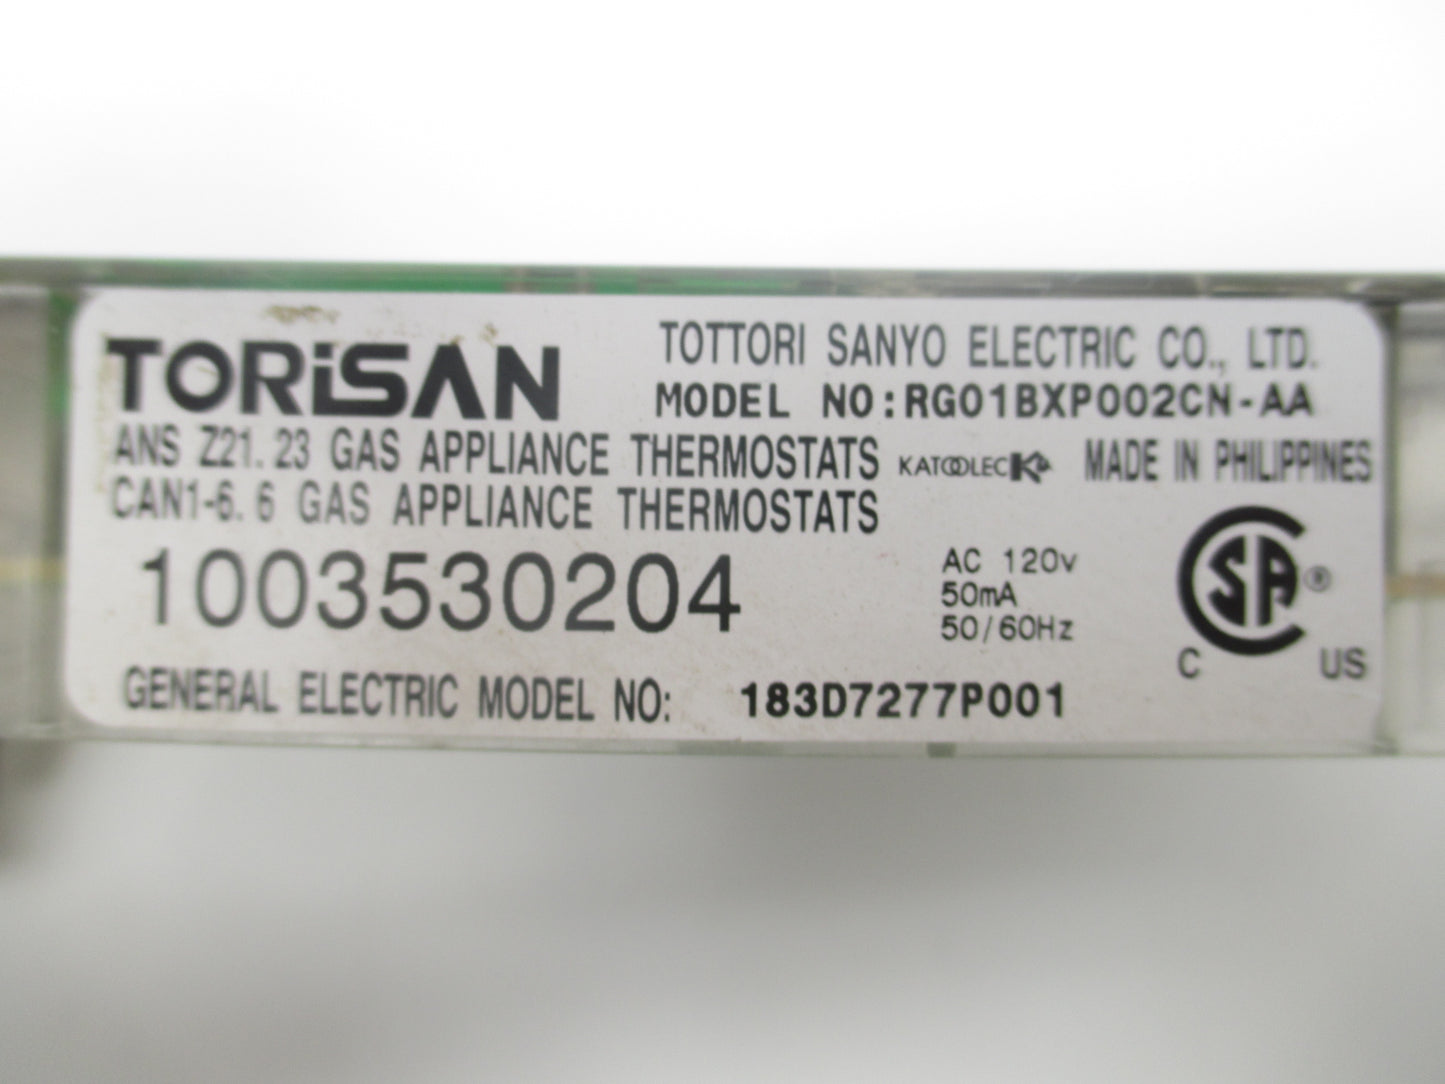 TORiSAN
TOTTORI SANYO ELECTRIC CO., LTD.
MODEL NO:RG01BXP002CN-AA
ANS Z21.23 GAS APPLIANCE THERMOSTATS KATOOLEC K MADE IN PHILIPPINES
CAN1-6.6 GAS APPLIANCE THERMOSTATS
1003530204
AC 120v
50mA
50/60Hz
CSA®
C US
GENERAL ELECTRIC MODEL NO: 183D7277P001